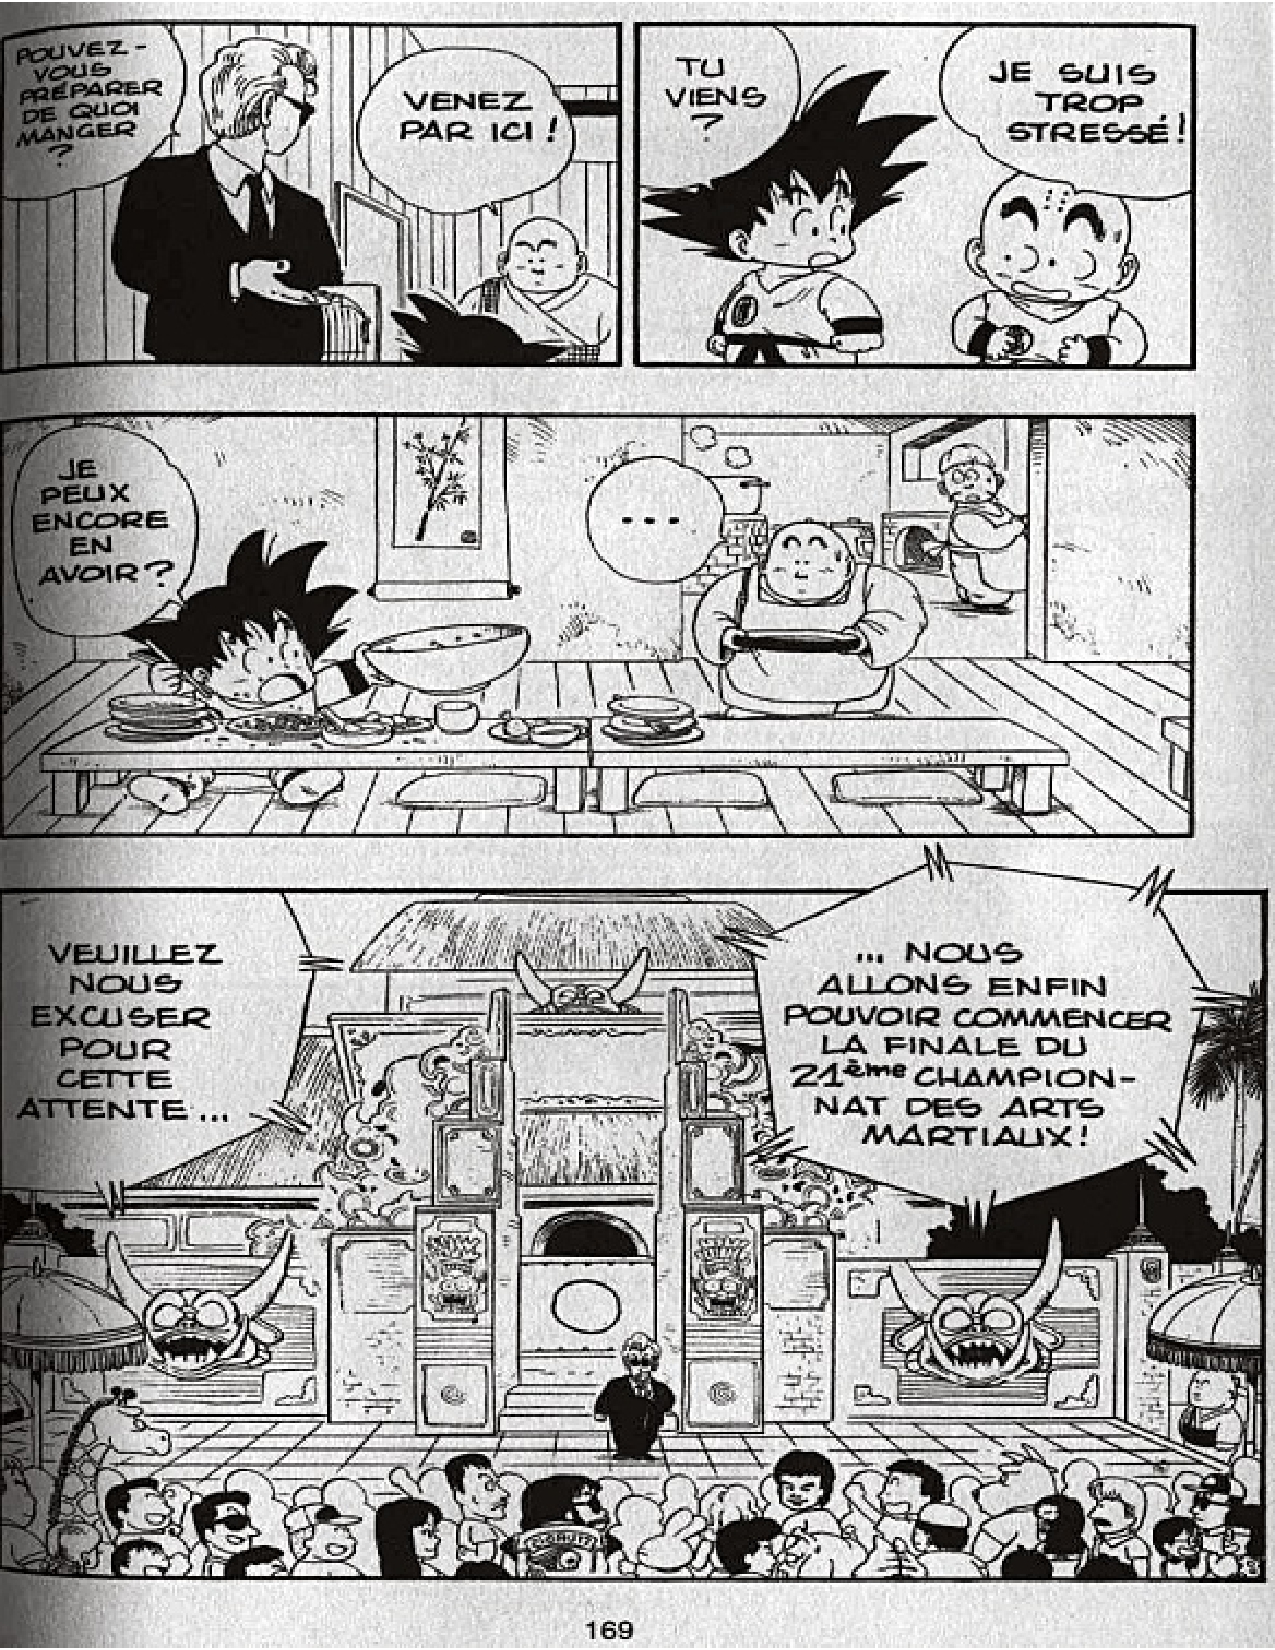 POUVEZ-
VOUS
PRÉPARER
DE QUOI
MANGER
?
VENEZ
PAR ICI !
TU
VIENS
?
JE SUIS
TROP
STRESSÉ!
JE
PEUX
ENCORE
EN
AVOIR ?
...
VEUILLEZ
NOUS
EXCUSER
POUR
CETTE
ATTENTE ...
... NOUS
ALLONS ENFIN
POUVOIR COMMENCER
LA FINALE DU
21ème CHAMPION-
NAT DES ARTS
MARTIAUX!
169